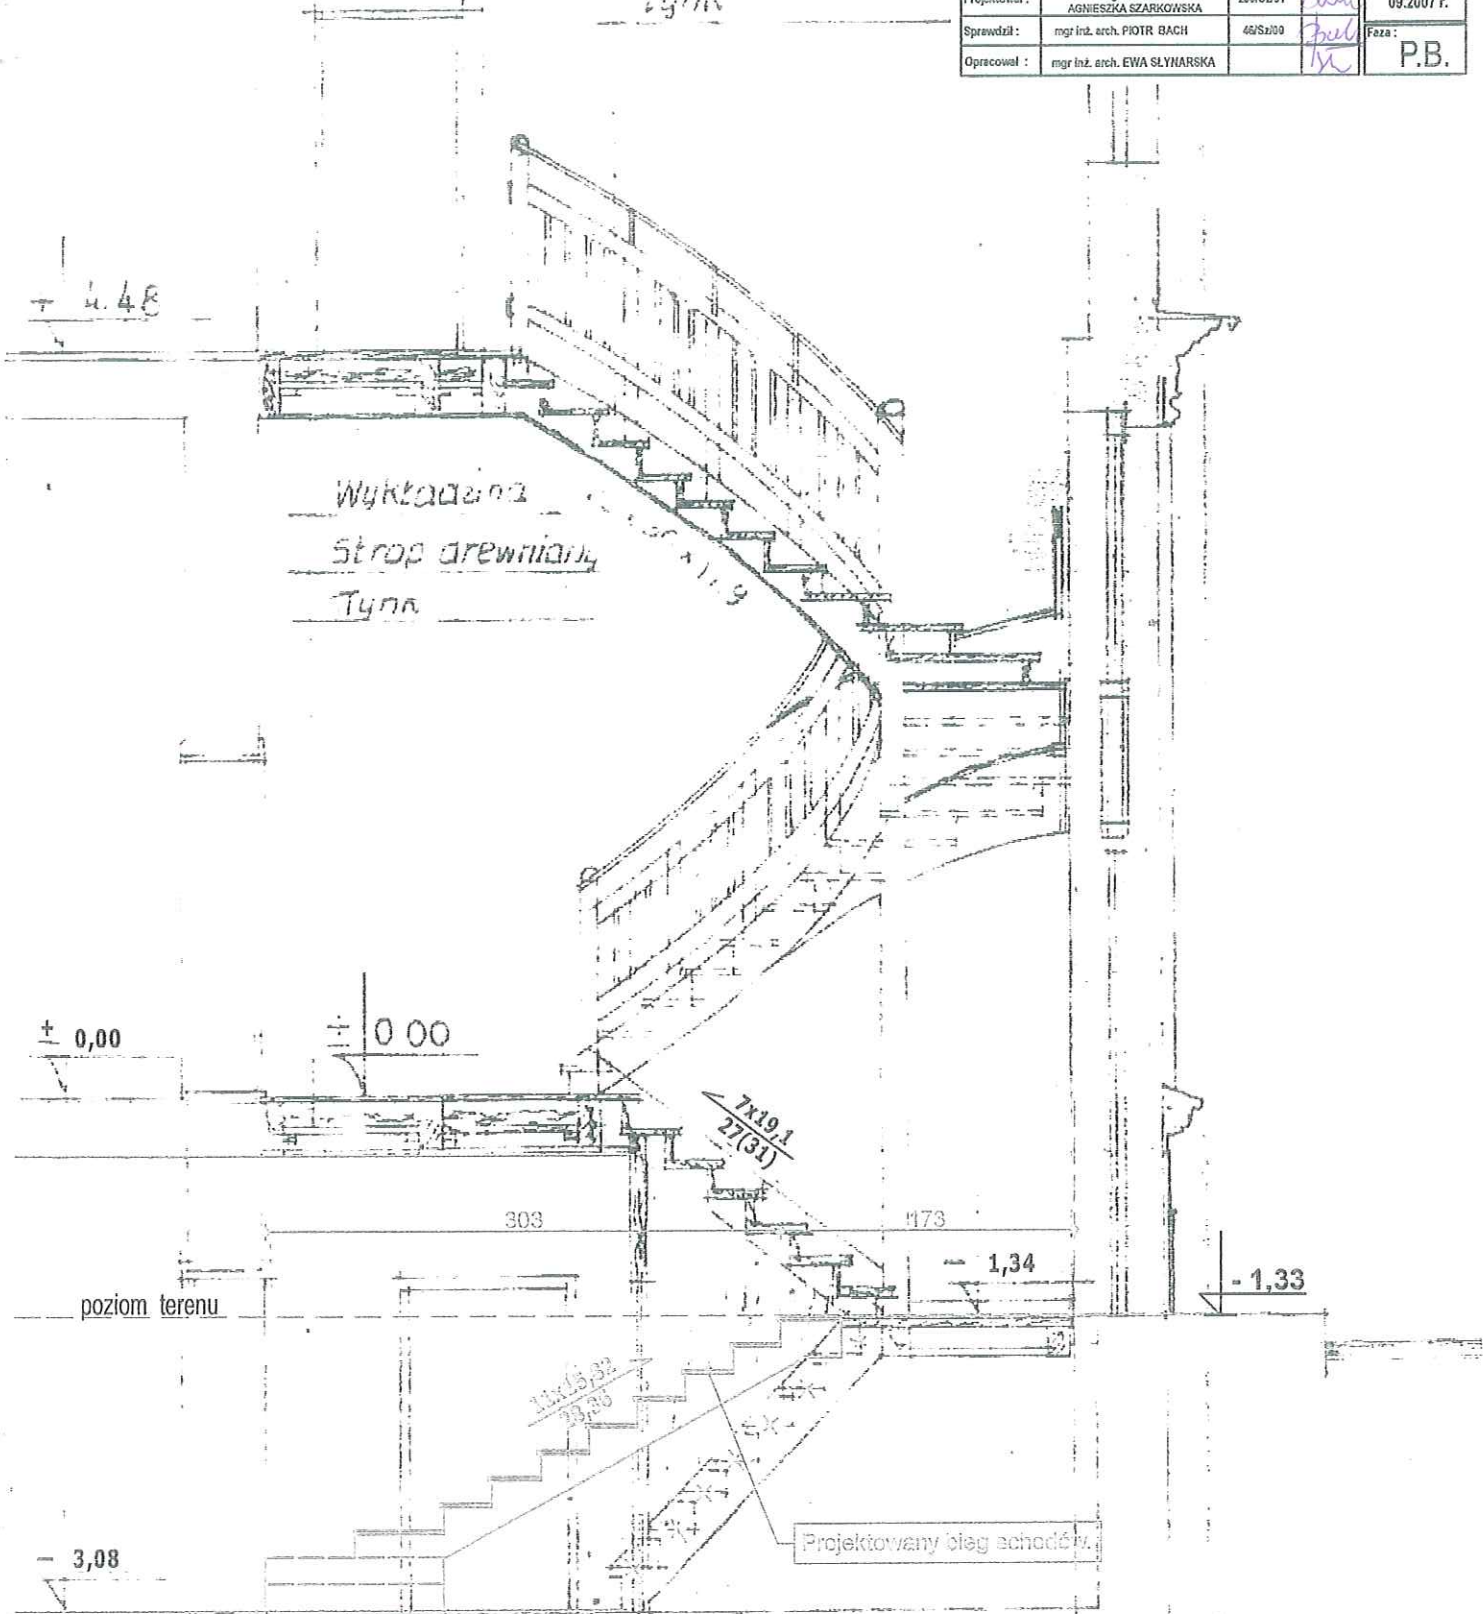 Tynk
AGNIESZKA SZARKOWSKA
09.2007 r.
Sprawdził : mgr inż. arch. PIOTR BACH 46/Sz/00
Faza :
P.B.
Opracował : mgr inż. arch. EWA SŁYNARSKA
+ 4.48
Wykładzina
Strop drewniany
Tynk
± 0,00
± 0 00
7x19,1
27(31)
303
173
- 1,34
- 1,33
poziom terenu
Projektowany bieg schodów.
- 3,08